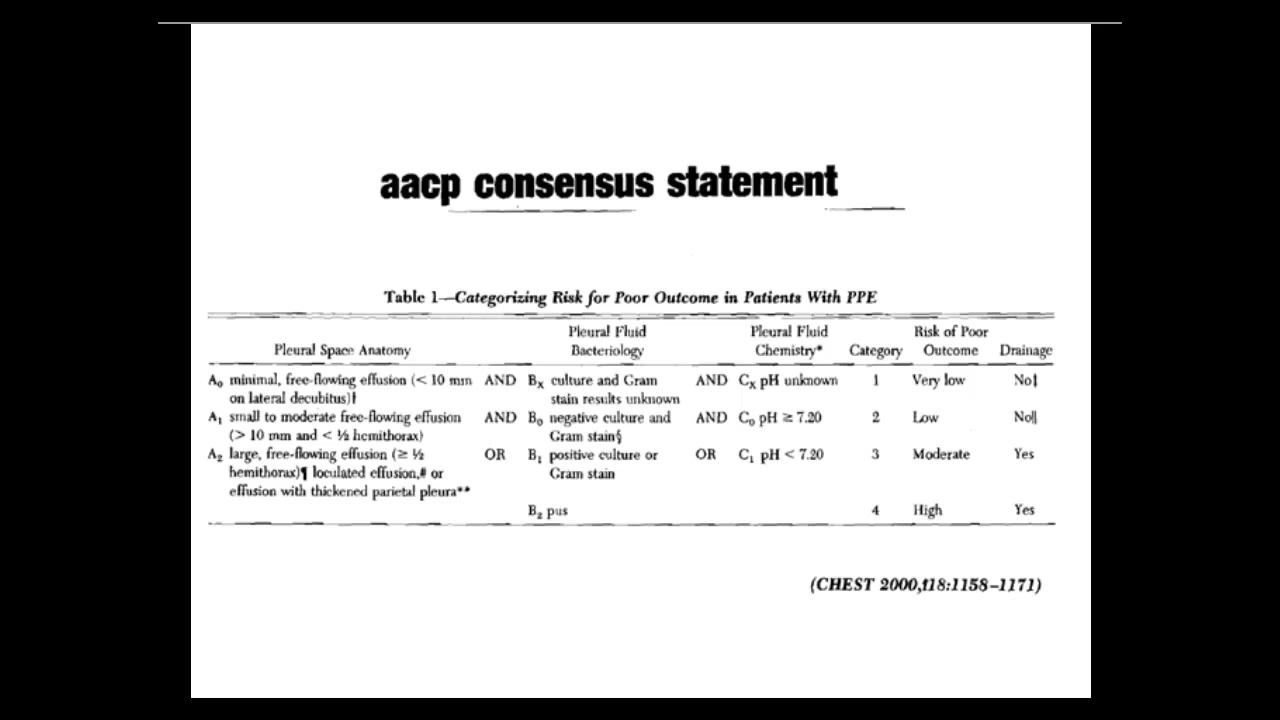 aacp consensus statement
Table 1—Categorizing Risk for Poor Outcome in Patients With PPE
Pleural Space Anatomy Pleural Fluid Bacteriology Pleural Fluid Chemistry* Category Risk of Poor Outcome Drainage
A₀ minimal, free-flowing effusion (< 10 mm AND Bₓ culture and Gram AND Cₓ pH unknown 1 Very low No‡
on lateral decubitus)† stain results unknown
A₁ small to moderate free-flowing effusion AND B₀ negative culture and AND C₀ pH ≥ 7.20 2 Low No||
(> 10 mm and < ½ hemithorax) Gram stain§
A₂ large, free-flowing effusion (≥ ½ OR B₁ positive culture or OR C₁ pH < 7.20 3 Moderate Yes
hemithorax)¶ loculated effusion,# or Gram stain
effusion with thickened parietal pleura**
B₂ pus 4 High Yes
(CHEST 2000,118:1158–1171)